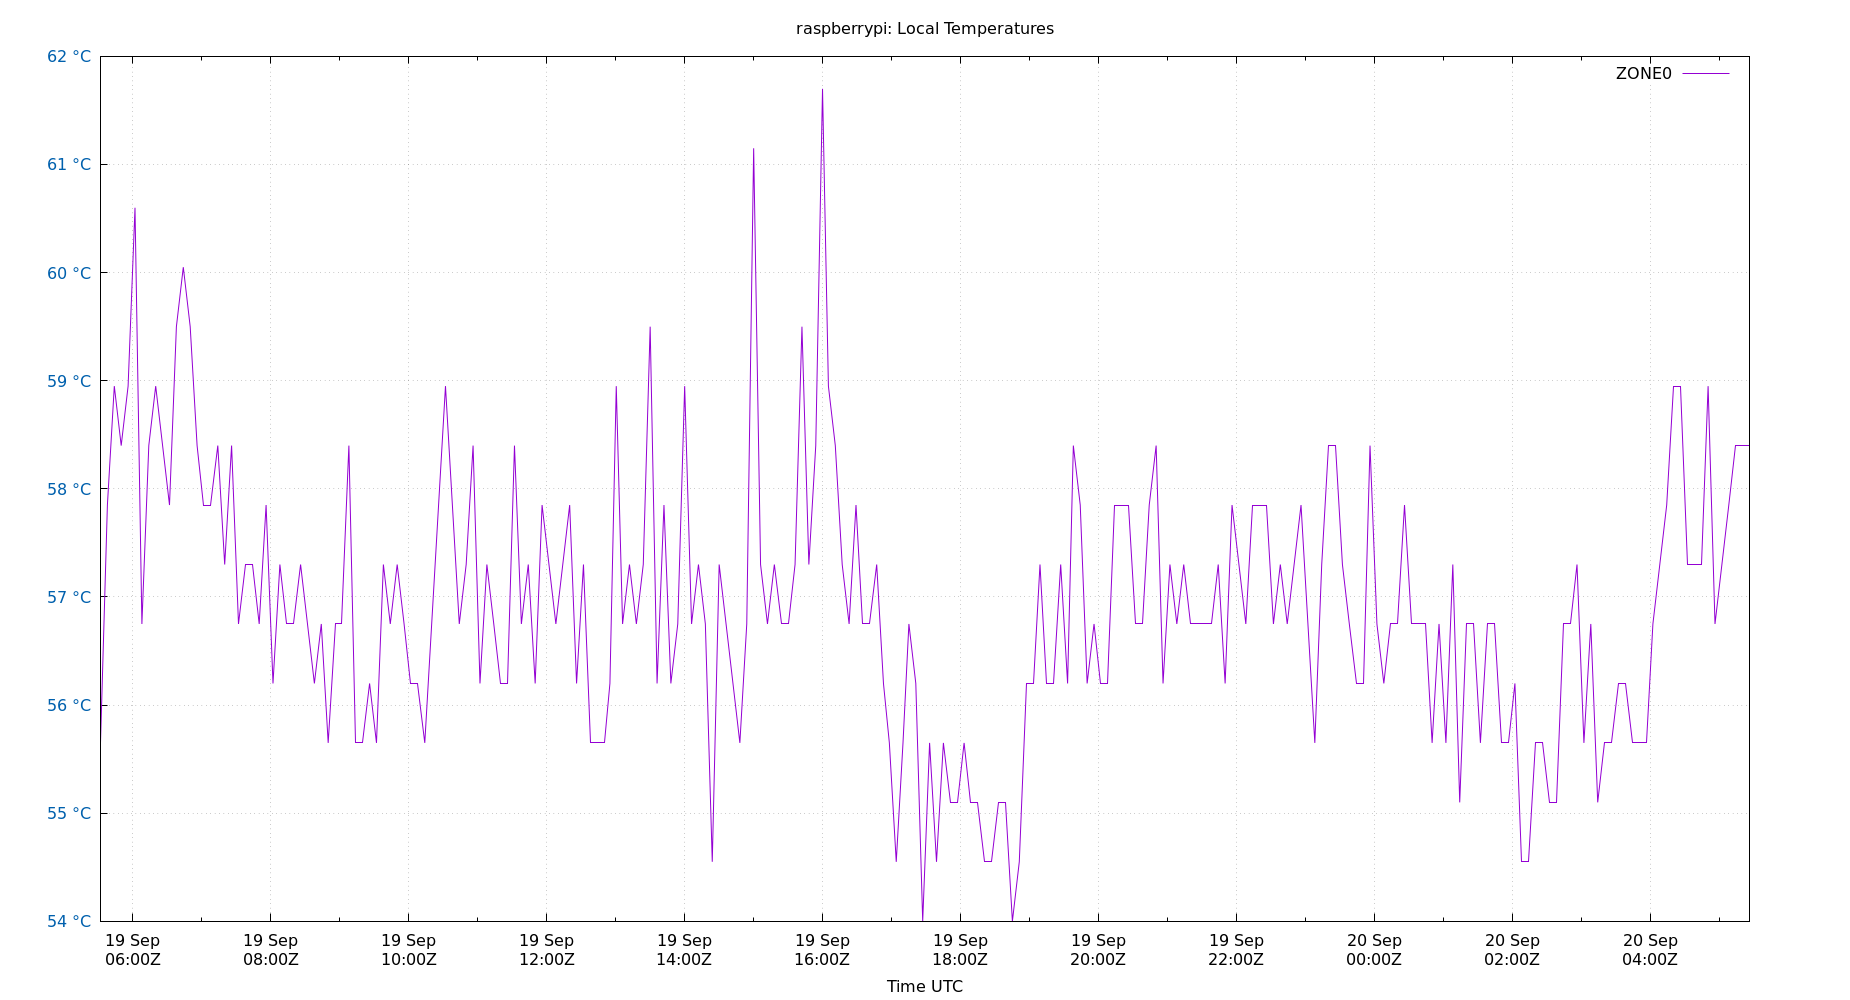 raspberrypi: Local Temperatures
62 °C
ZONE0
61 °C
60 °C
59 °C
58 °C
57 °C
56 °C
55 °C
54 °C
19 Sep 19 Sep 19 Sep 19 Sep 19 Sep 19 Sep 19 Sep 19 Sep 19 Sep 20 Sep 20 Sep 20 Sep
06:00Z 08:00Z 10:00Z 12:00Z 14:00Z 16:00Z 18:00Z 20:00Z 22:00Z 00:00Z 02:00Z 04:00Z
Time UTC